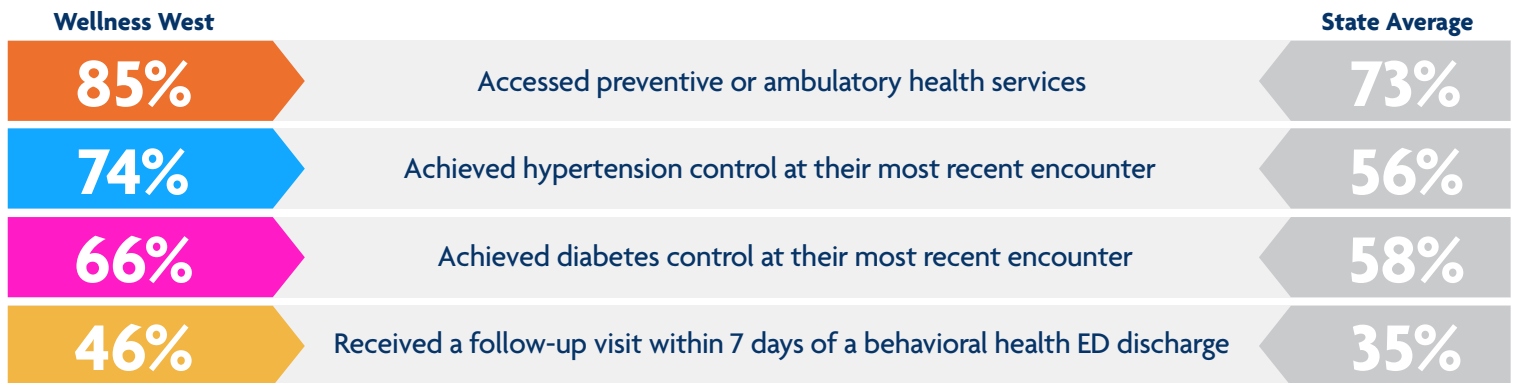 Wellness West State Average
85% Accessed preventive or ambulatory health services 73%
74% Achieved hypertension control at their most recent encounter 56%
66% Achieved diabetes control at their most recent encounter 58%
46% Received a follow-up visit within 7 days of a behavioral health ED discharge 35%